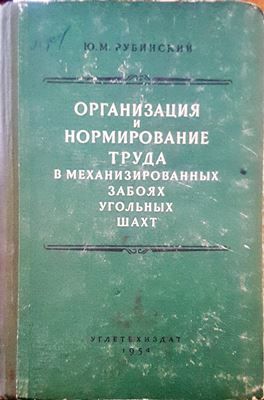 Ю. М. РУБИНСКИЙ
ОРГАНИЗАЦИЯ
И
НОРМИРОВАНИЕ
ТРУДА
В МЕХАНИЗИРОВАННЫХ
ЗАБОЯХ
УГОЛЬНЫХ
ШАХТ
УГЛЕТЕХИЗДАТ
1954